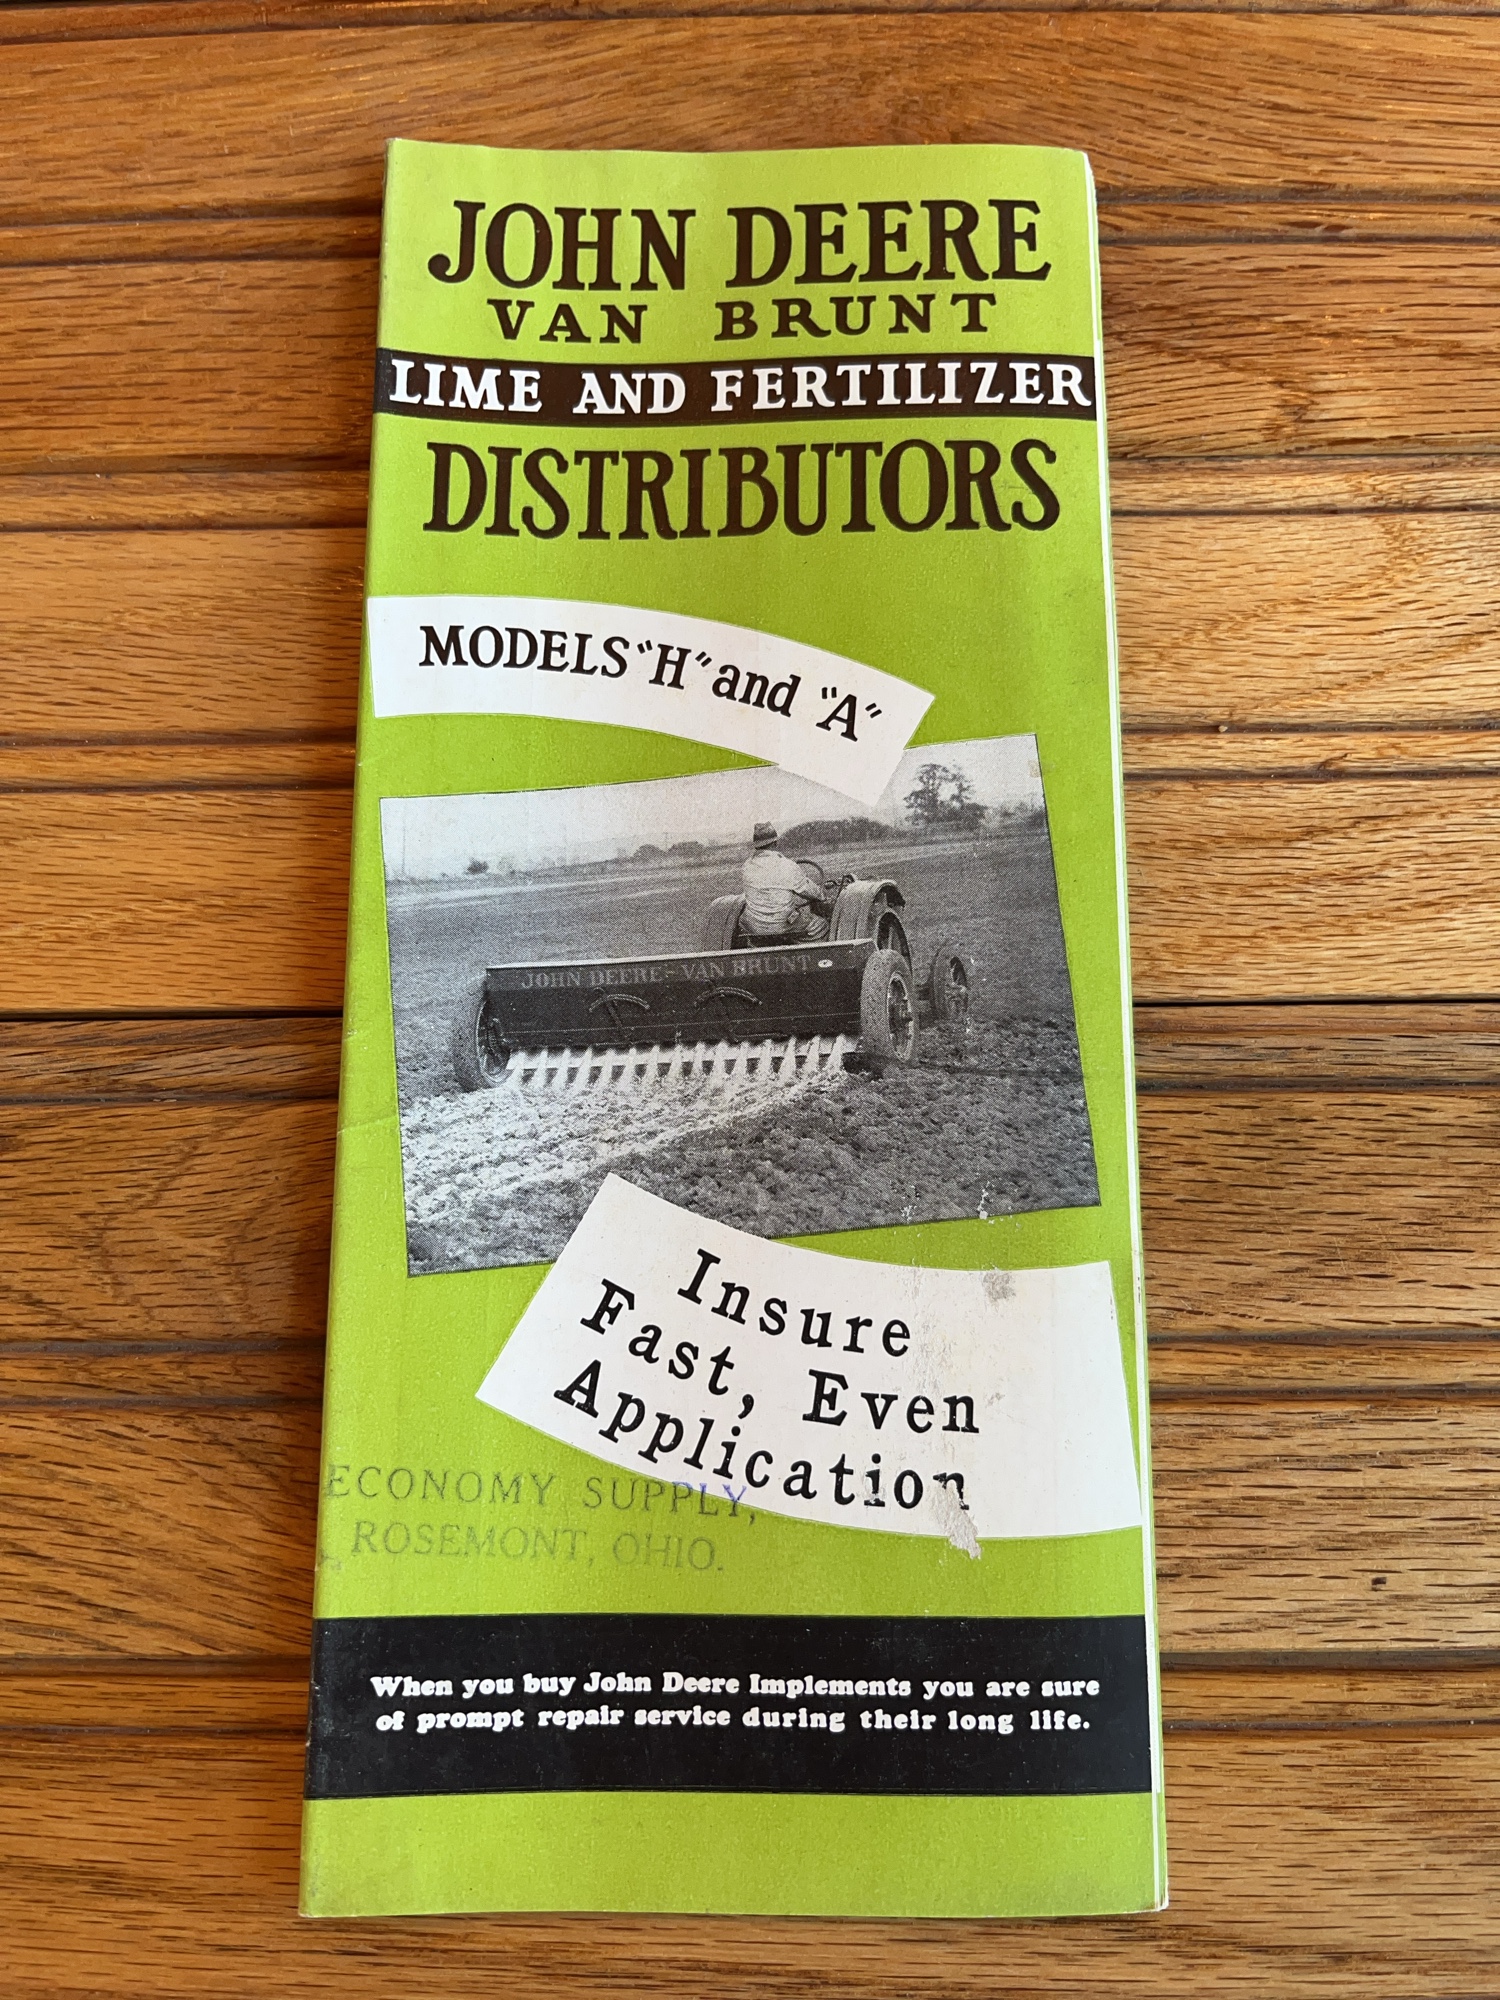 JOHN DEERE
VAN BRUNT
LIME AND FERTILIZER
DISTRIBUTORS
MODELS "H" and "A"
JOHN DEERE-VAN BRUNT
Insure
Fast, Even
Application
ECONOMY SUPPLY,
ROSEMONT, OHIO.
When you buy John Deere Implements you are sure
of prompt repair service during their long life.